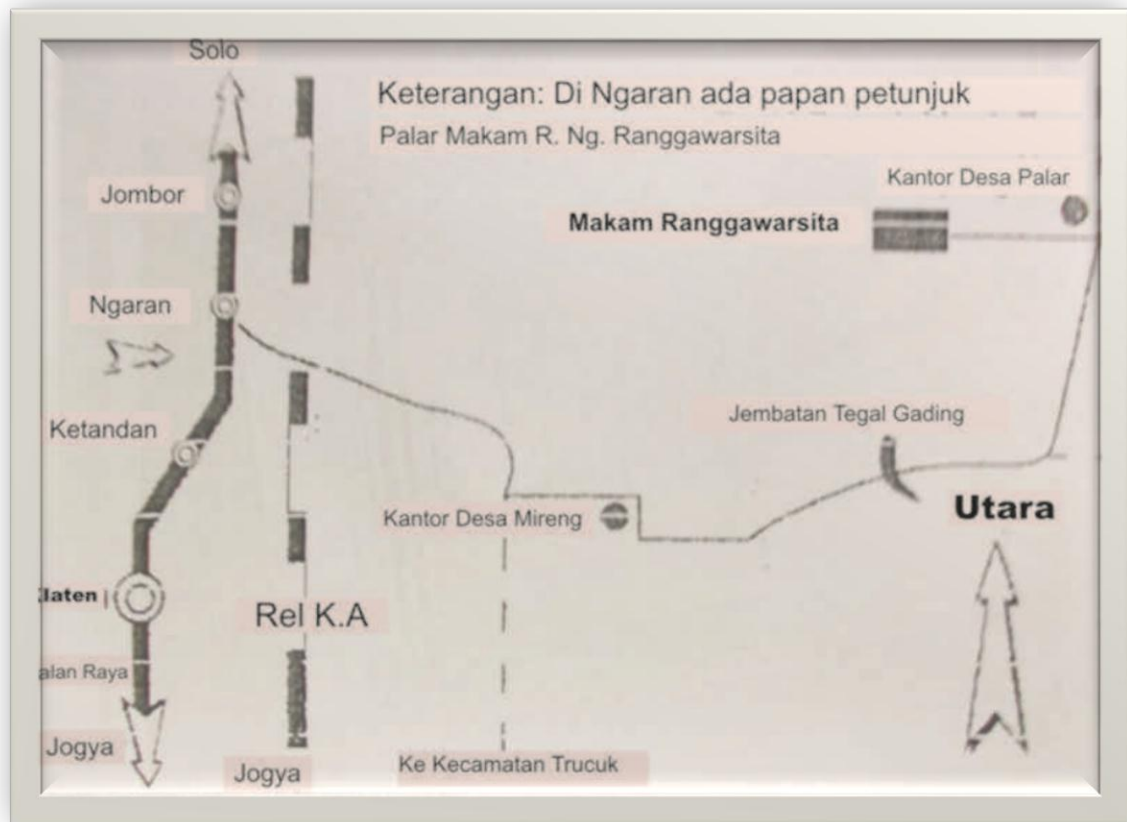 Solo
Keterangan: Di Ngaran ada papan petunjuk
Palar Makam R. Ng. Ranggawarsita
Kantor Desa Palar
Jombor
Makam Ranggawarsita
Ngaran
Jembatan Tegal Gading
Ketandan
Utara
Kantor Desa Mireng
laten
Rel K.A
alan Raya
Jogya
Ke Kecamatan Trucuk
Jogya